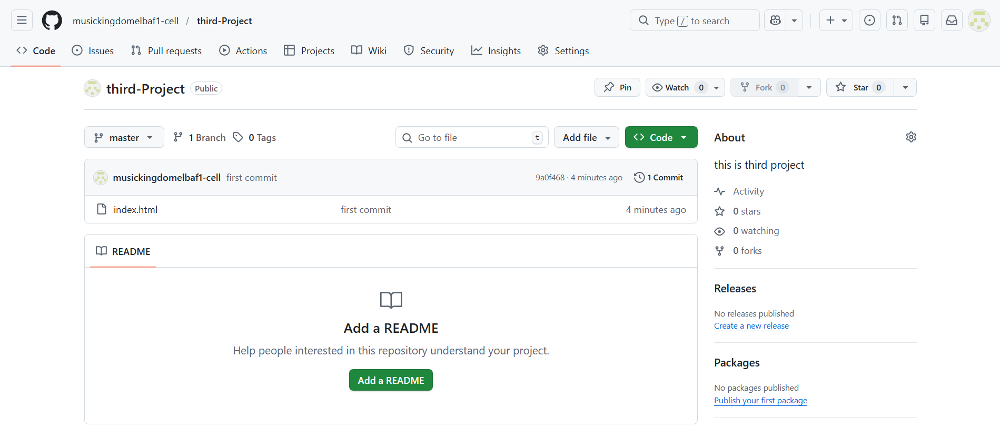 musickingdomelbaf1-cell / third-Project
Type / to search
Code Issues Pull requests Actions Projects Wiki Security Insights Settings
third-Project Public
Pin Watch 0 Fork 0 Star 0
master 1 Branch 0 Tags
Go to file t Add file Code
musickingdomelbaf1-cell first commit 9a0f468 · 4 minutes ago 1 Commit
index.html first commit 4 minutes ago
README
Add a README
Help people interested in this repository understand your project.
Add a README
About
this is third project
Activity
0 stars
0 watching
0 forks
Releases
No releases published
Create a new release
Packages
No packages published
Publish your first package